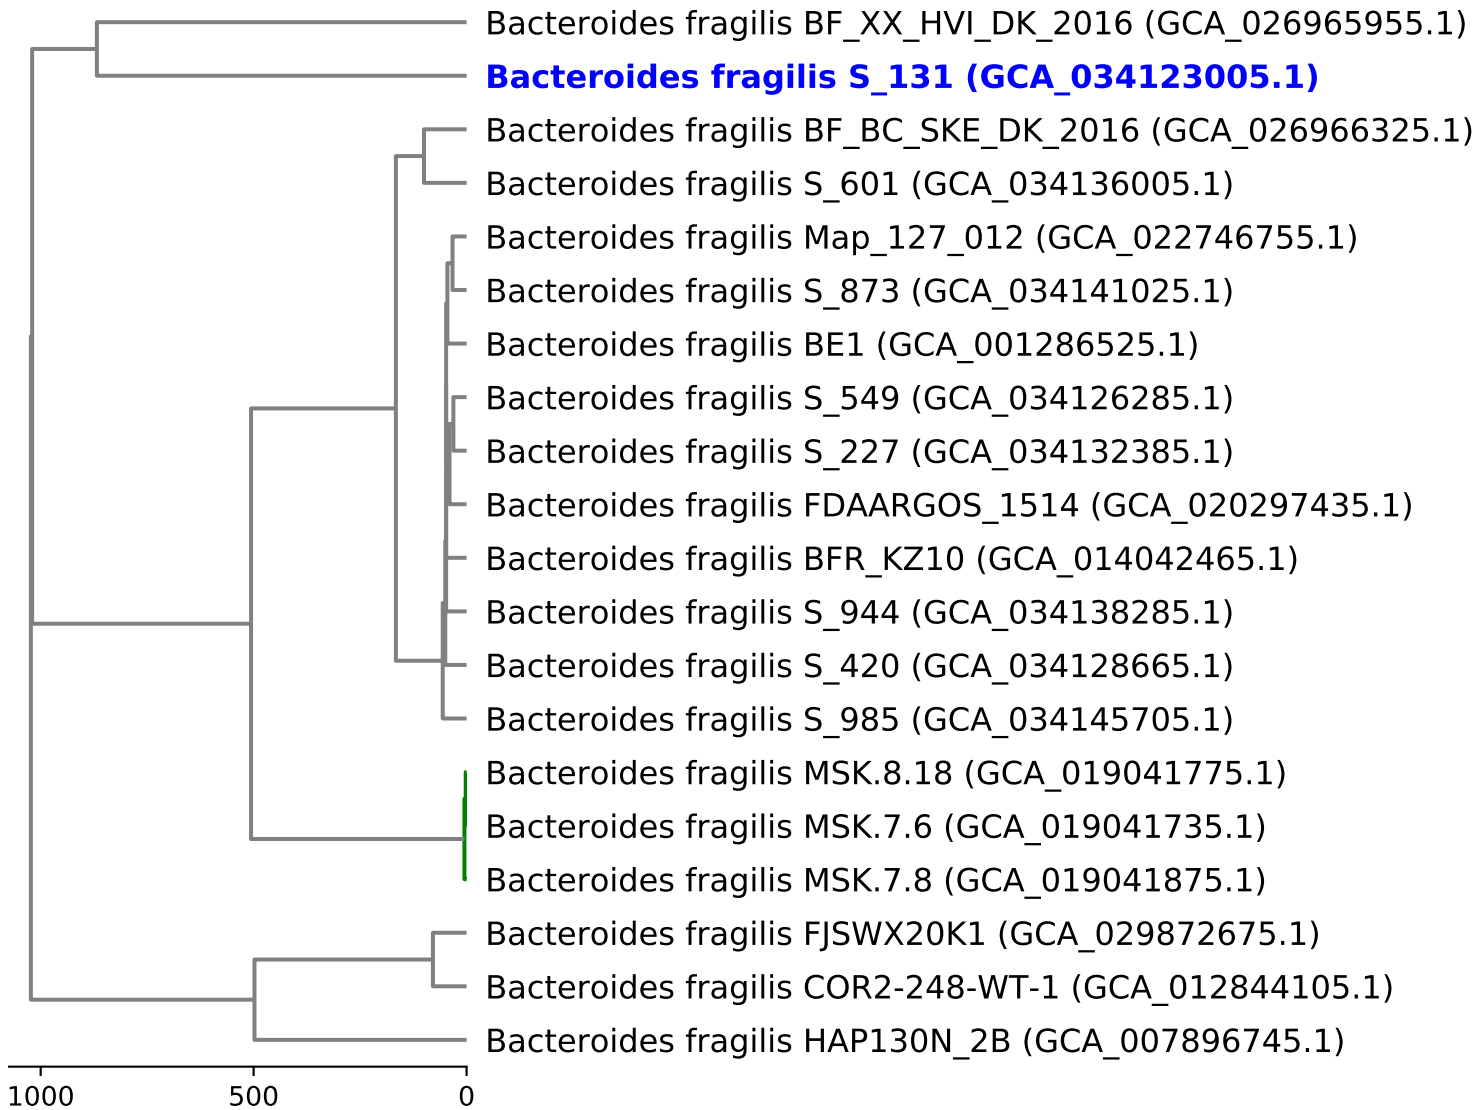 Bacteroides fragilis BF_XX_HVI_DK_2016 (GCA_026965955.1)
Bacteroides fragilis S_131 (GCA_034123005.1)
Bacteroides fragilis BF_BC_SKE_DK_2016 (GCA_026966325.1)
Bacteroides fragilis S_601 (GCA_034136005.1)
Bacteroides fragilis Map_127_012 (GCA_022746755.1)
Bacteroides fragilis S_873 (GCA_034141025.1)
Bacteroides fragilis BE1 (GCA_001286525.1)
Bacteroides fragilis S_549 (GCA_034126285.1)
Bacteroides fragilis S_227 (GCA_034132385.1)
Bacteroides fragilis FDAARGOS_1514 (GCA_020297435.1)
Bacteroides fragilis BFR_KZ10 (GCA_014042465.1)
Bacteroides fragilis S_944 (GCA_034138285.1)
Bacteroides fragilis S_420 (GCA_034128665.1)
Bacteroides fragilis S_985 (GCA_034145705.1)
Bacteroides fragilis MSK.8.18 (GCA_019041775.1)
Bacteroides fragilis MSK.7.6 (GCA_019041735.1)
Bacteroides fragilis MSK.7.8 (GCA_019041875.1)
Bacteroides fragilis FJSWX20K1 (GCA_029872675.1)
Bacteroides fragilis COR2-248-WT-1 (GCA_012844105.1)
Bacteroides fragilis HAP130N_2B (GCA_007896745.1)
1000 500 0